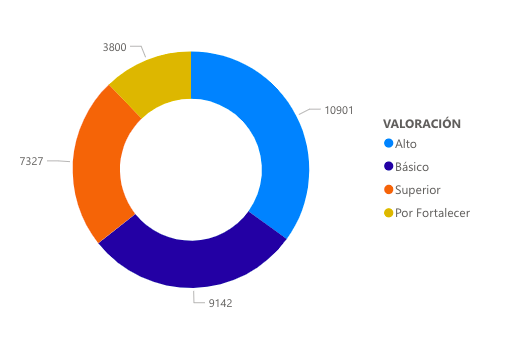 3800
10901
7327
9142
VALORACIÓN
Alto
Básico
Superior
Por Fortalecer